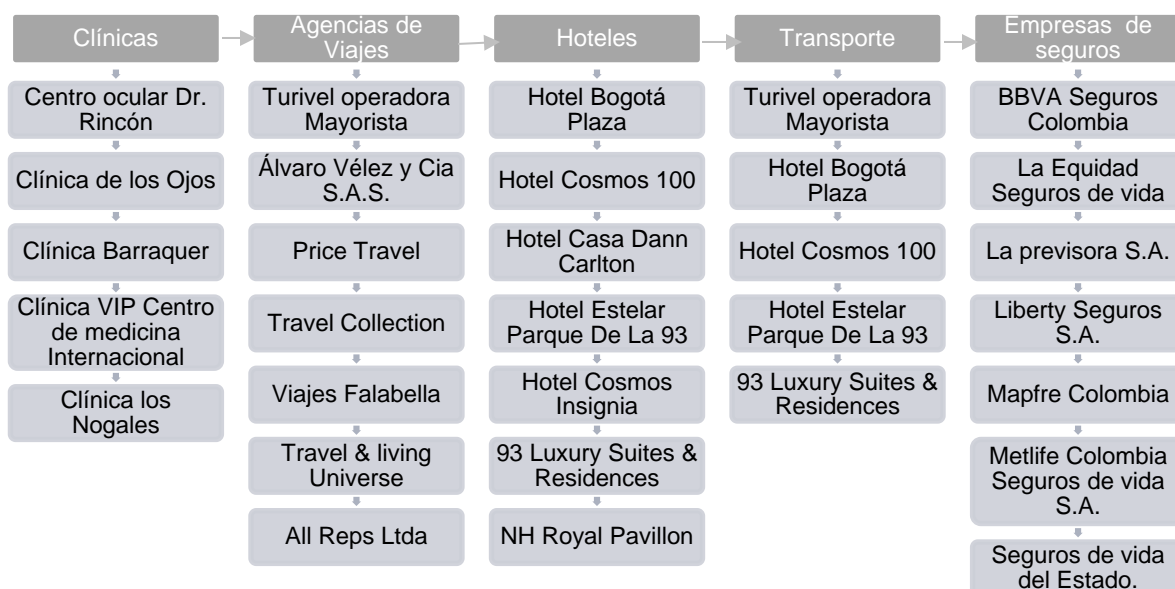 Clínicas
Centro ocular Dr.
Rincón
Clínica de los Ojos
Clínica Barraquer
Clínica VIP Centro
de medicina
Internacional
Clínica los
Nogales
Agencias de
Viajes
Turivel operadora
Mayorista
Álvaro Vélez y Cia
S.A.S.
Price Travel
Travel Collection
Viajes Falabella
Travel & living
Universe
All Reps Ltda
Hoteles
Hotel Bogotá
Plaza
Hotel Cosmos 100
Hotel Casa Dann
Carlton
Hotel Estelar
Parque De La 93
Hotel Cosmos
Insignia
93 Luxury Suites &
Residences
NH Royal Pavillon
Transporte
Turivel operadora
Mayorista
Hotel Bogotá
Plaza
Hotel Cosmos 100
Hotel Estelar
Parque De La 93
93 Luxury Suites &
Residences
Empresas de
seguros
BBVA Seguros
Colombia
La Equidad
Seguros de vida
La previsora S.A.
Liberty Seguros
S.A.
Mapfre Colombia
Metlife Colombia
Seguros de vida
S.A.
Seguros de vida
del Estado.